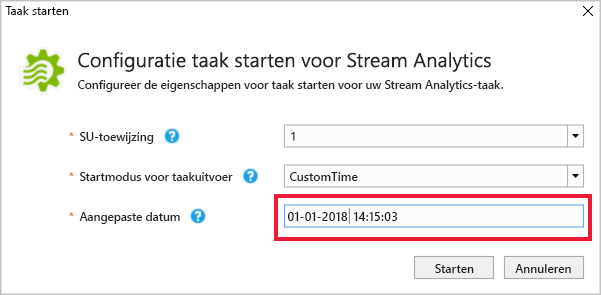 Taak starten
Configuratie taak starten voor Stream Analytics
Configureer de eigenschappen voor taak starten voor uw Stream Analytics-taak.
* SU-toewijzing ? 1
* Startmodus voor taakuitvoer ? CustomTime
* Aangepaste datum ? 01-01-2018 14:15:03
Starten Annuleren